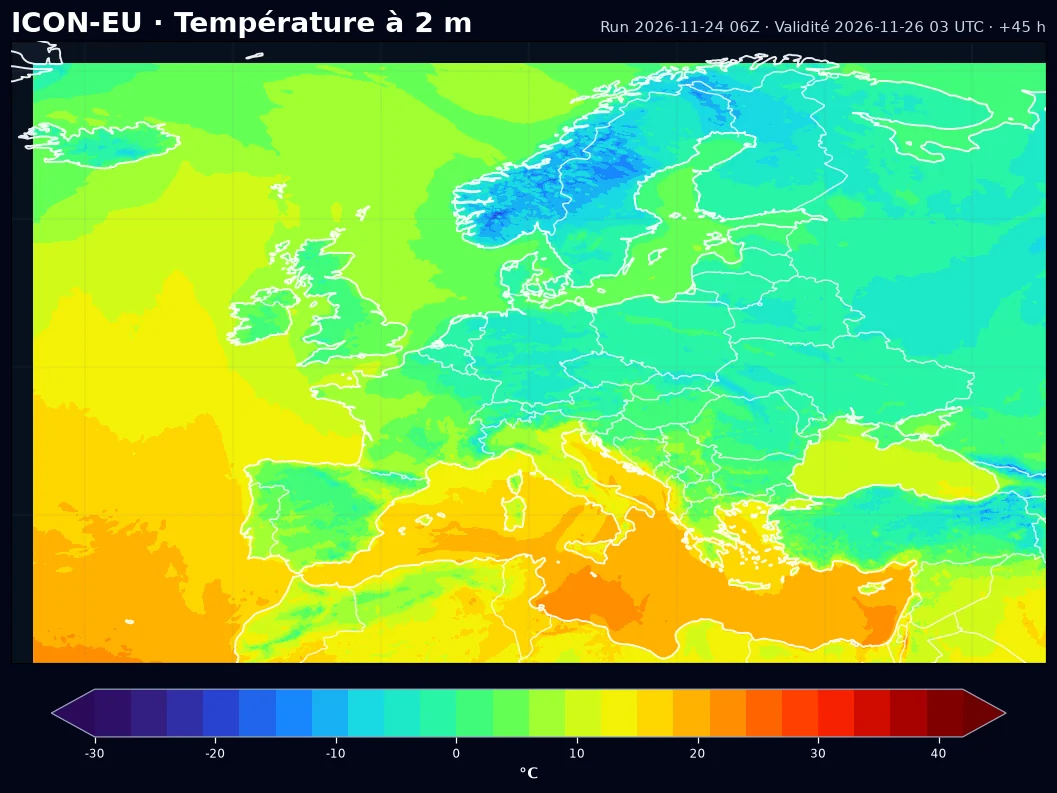 ICON-EU · Température à 2 m
Run 2026-11-24 06Z · Validité 2026-11-26 03 UTC · +45 h
-30 -20 -10 0 10 20 30 40
°C